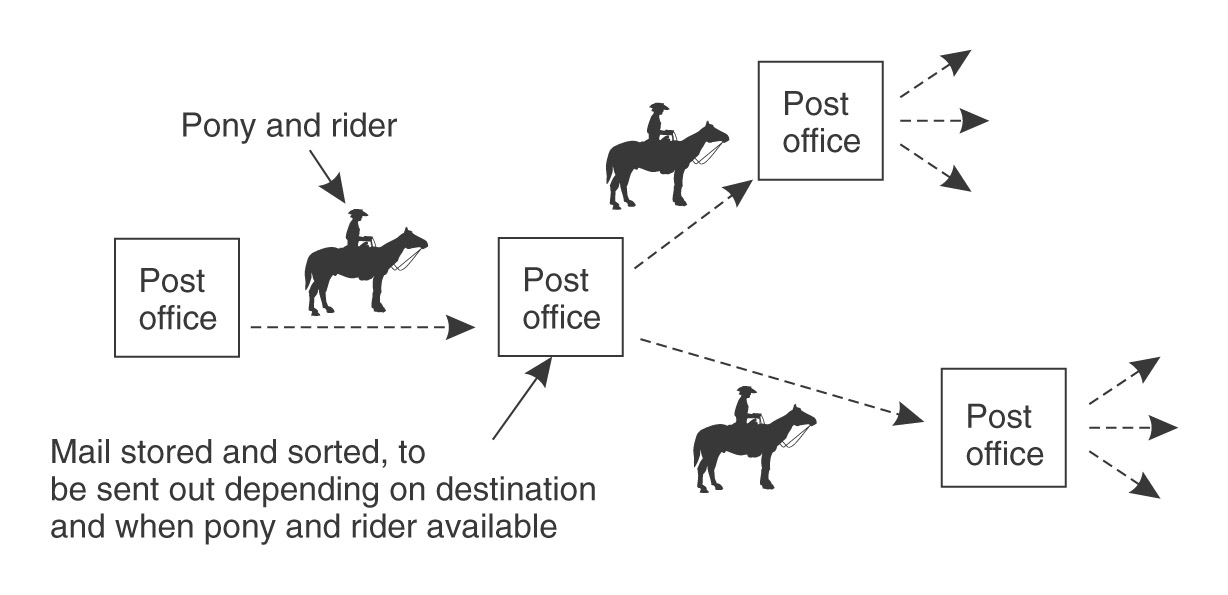 Post
office
Pony and rider
Post
office
Post
office
Mail stored and sorted, to
be sent out depending on destination
and when pony and rider available
Post
office